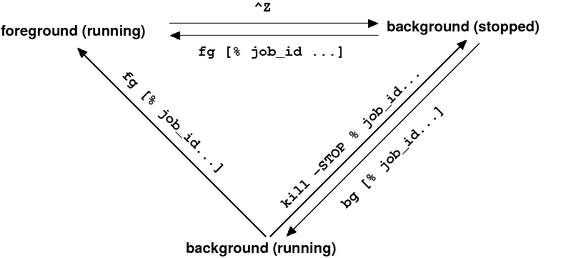 ^Z
foreground (running)
background (stopped)
fg [% job_id ...]
fg [% job_id...]
kill -STOP % job_id...
bg [% job_id...]
background (running)